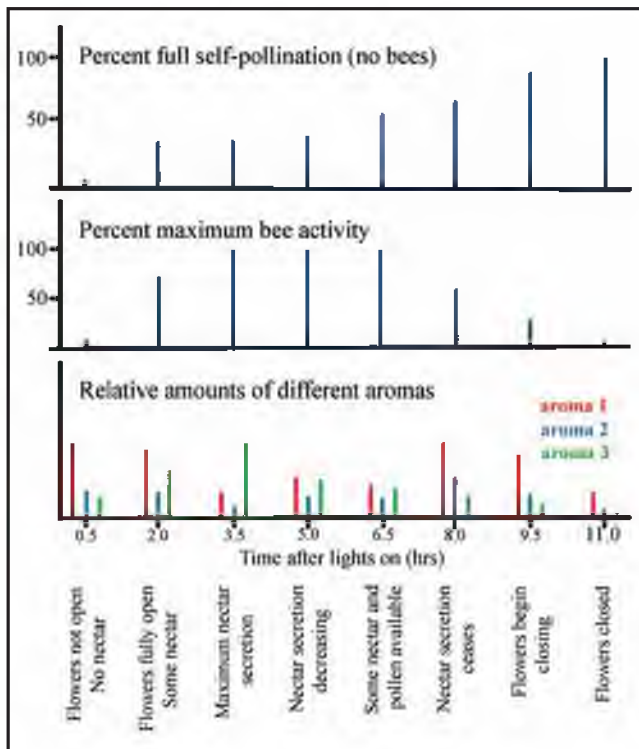 Percent full self-pollination (no bees)
100
50
Percent maximum bee activity
100
50
Relative amounts of different aromas
aroma 1
aroma 2
aroma 3
0.5 2.0 3.5 5.0 6.5 8.0 9.5 11.0
Time after lights on (hrs)
Flowers not open
No nectar
Flowers fully open
Some nectar
Maximum nectar
secretion
Nectar secretion
decreasing
Some nectar and
pollen available
Nectar secretion
ceases
Flowers begin
closing
Flowers closed